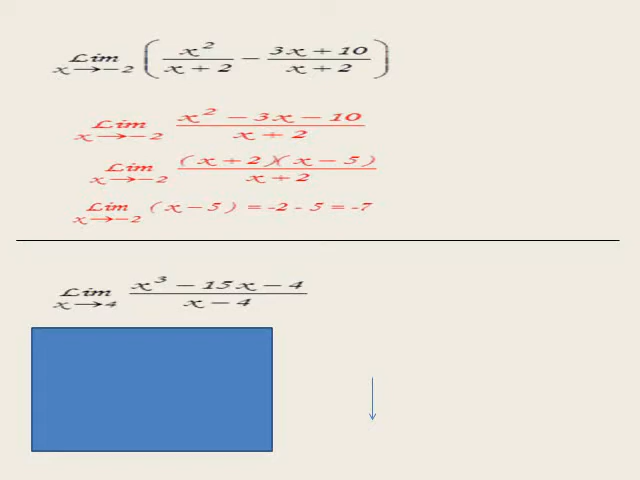 Lim x→−2 ( x² / x + 2 − 3x + 10 / x + 2 )
Lim x→−2 x² − 3x − 10 / x + 2
Lim x→−2 ( x + 2 )( x − 5 ) / x + 2
Lim x→−2 ( x − 5 ) = -2 - 5 = -7
Lim x→4 x³ − 15x − 4 / x − 4